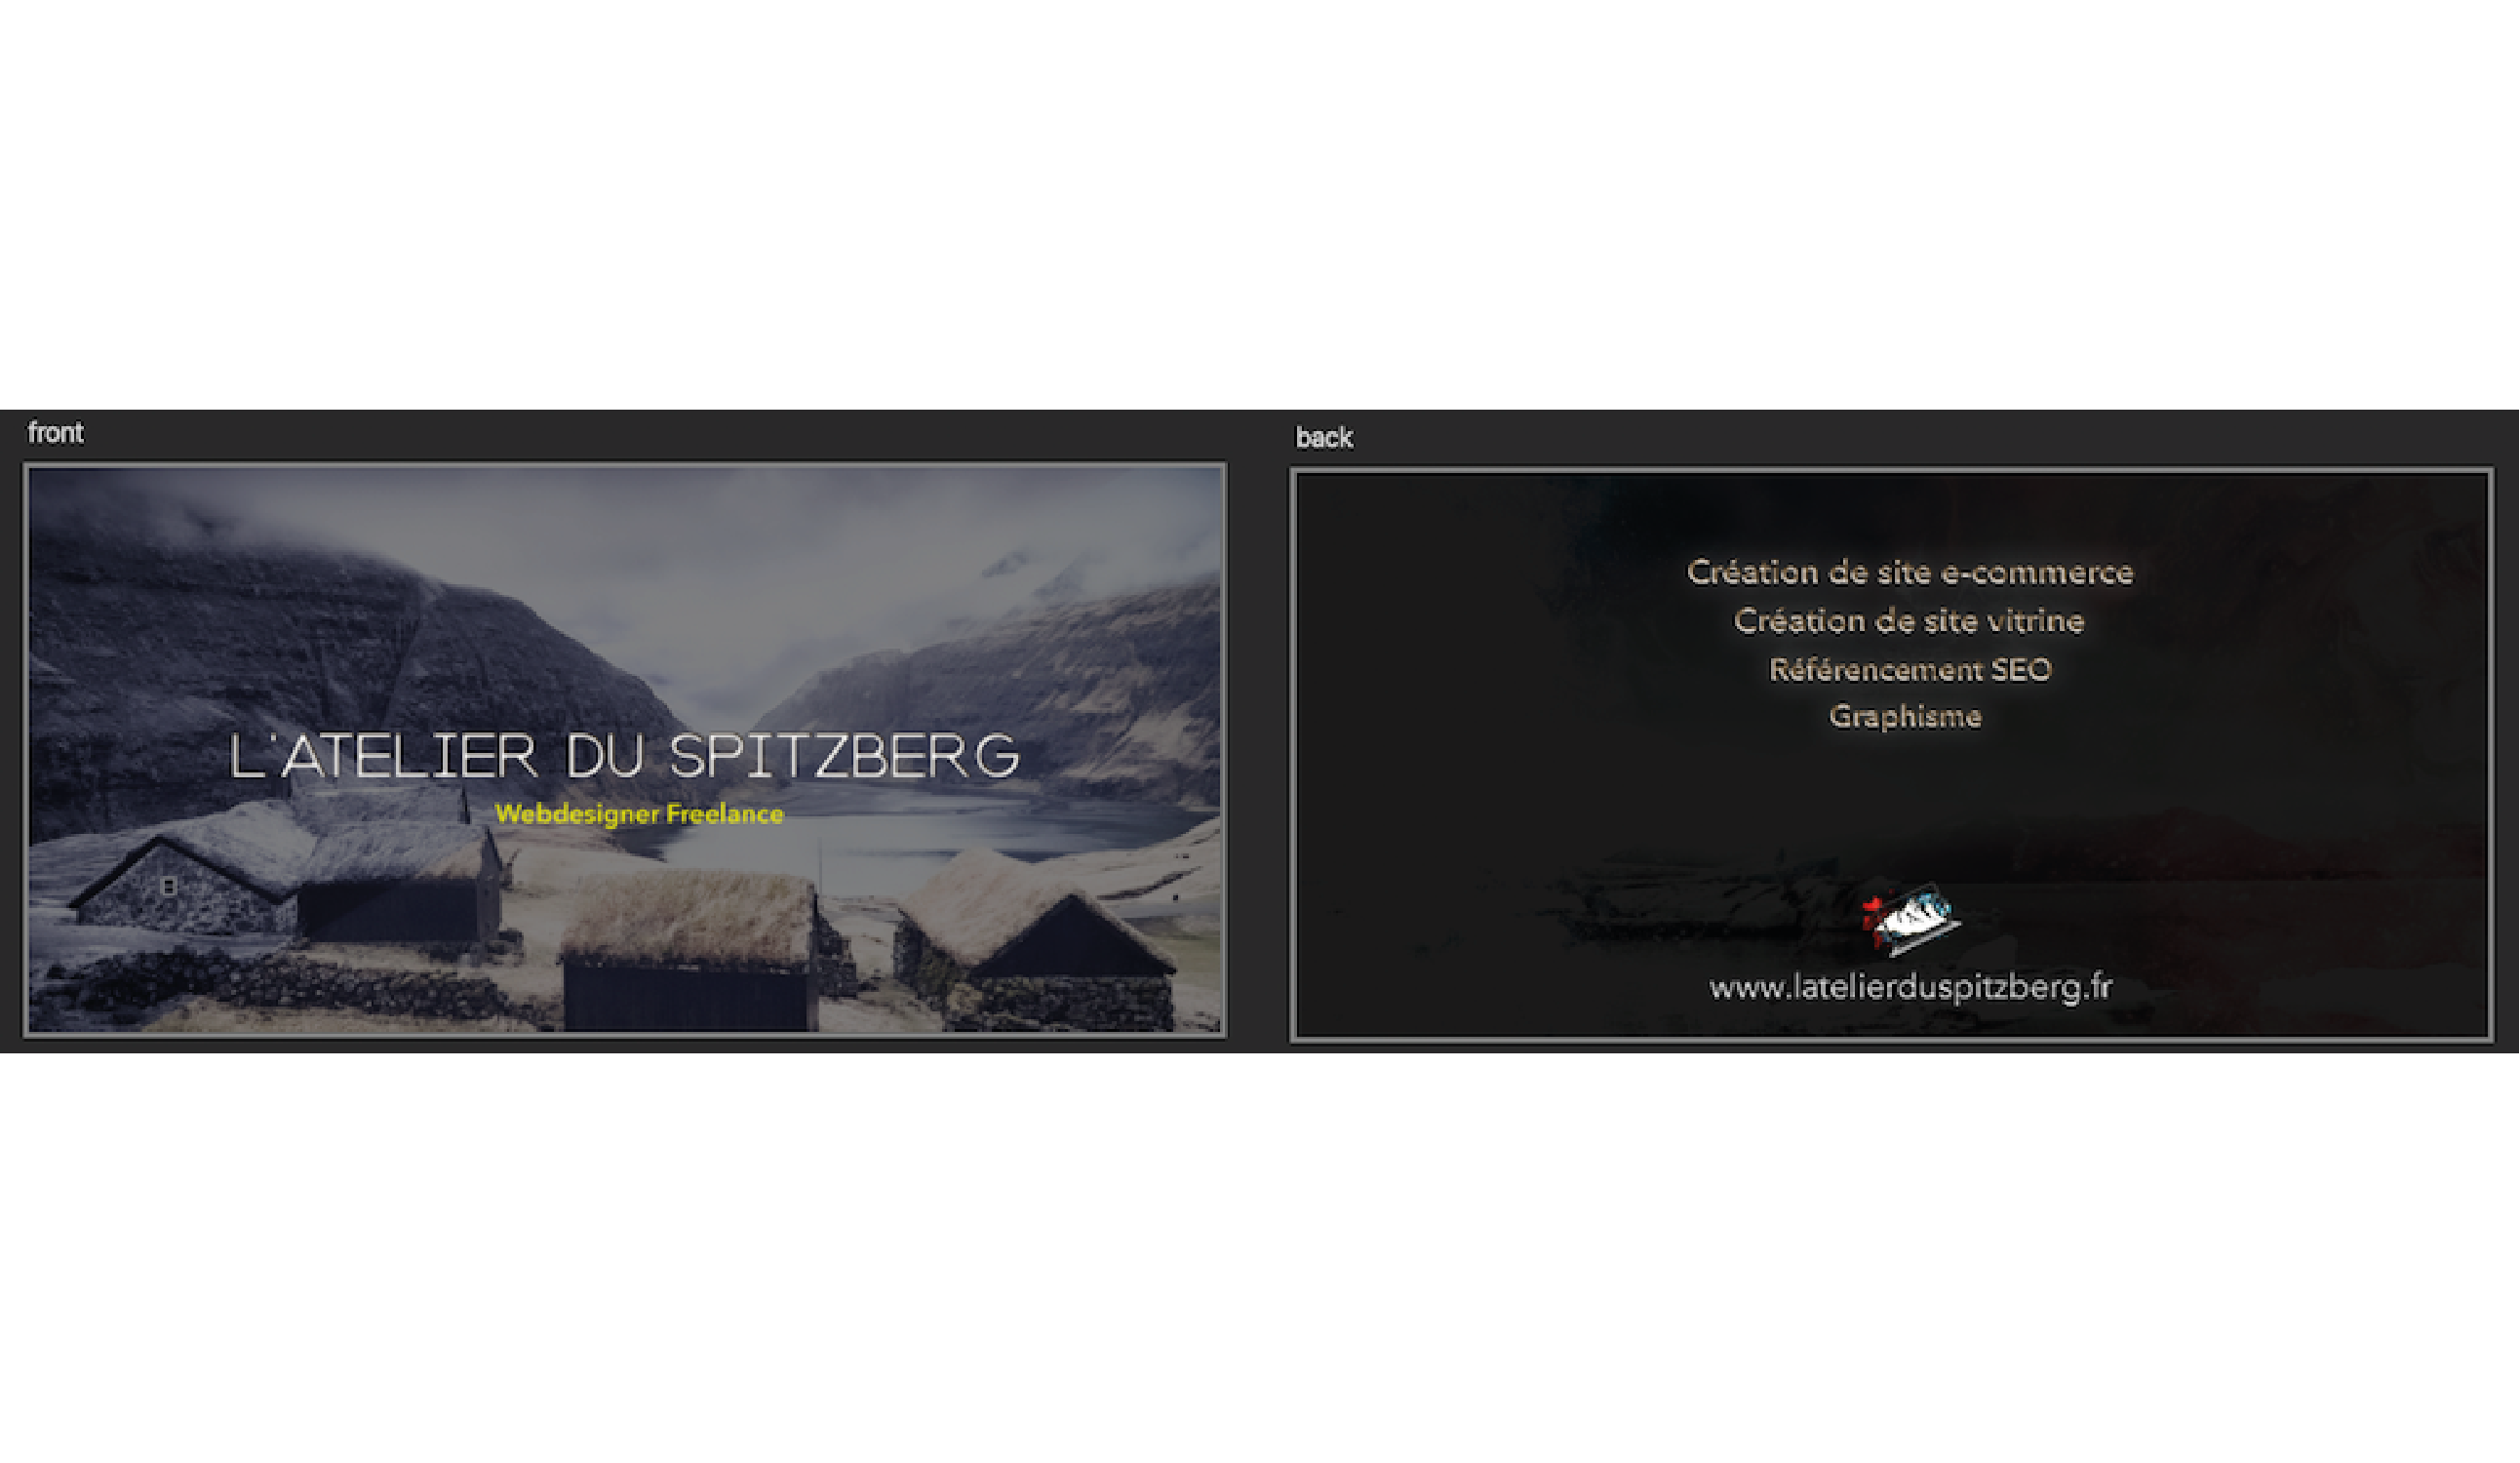 front
L'ATELIER DU SPITZBERG
Webdesigner Freelance
back
Création de site e-commerce
Création de site vitrine
Référencement SEO
Graphisme
www.latelierduspitzberg.fr